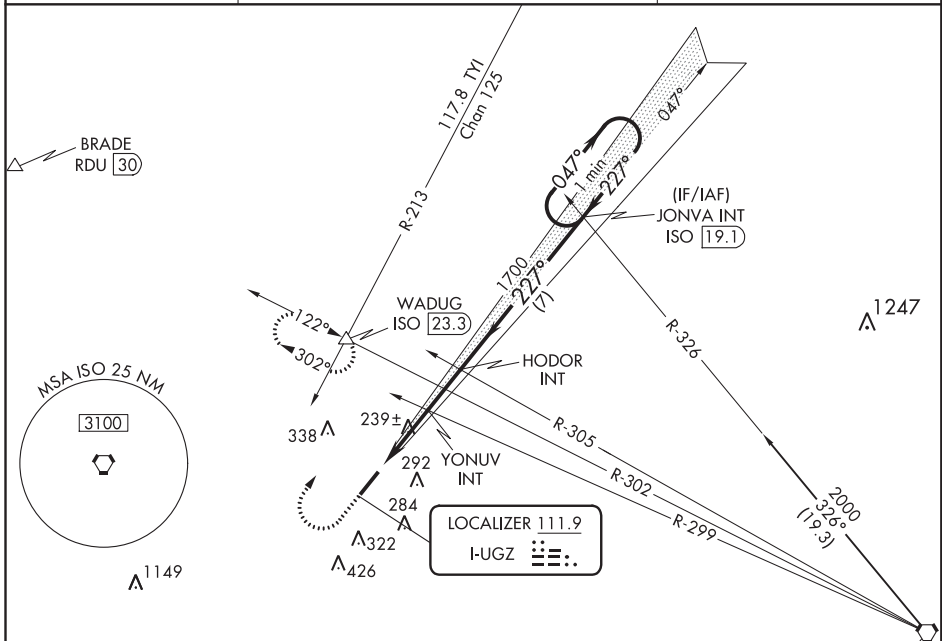 117.8 TYI
Chan 125
R-213
BRADE
RDU 30
047°
047°
1 min
227°
(IF/IAF)
JONVA INT
ISO 19.1
1700
227°
(7)
WADUG
ISO 23.3
122°
302°
1247
R-326
HODOR
INT
MSA ISO 25 NM
3100
338
239±
R-305
YONUV
INT
R-302
292
R-299
2000
326°
(19.3)
284
322
426
LOCALIZER 111.9
I-UGZ
1149